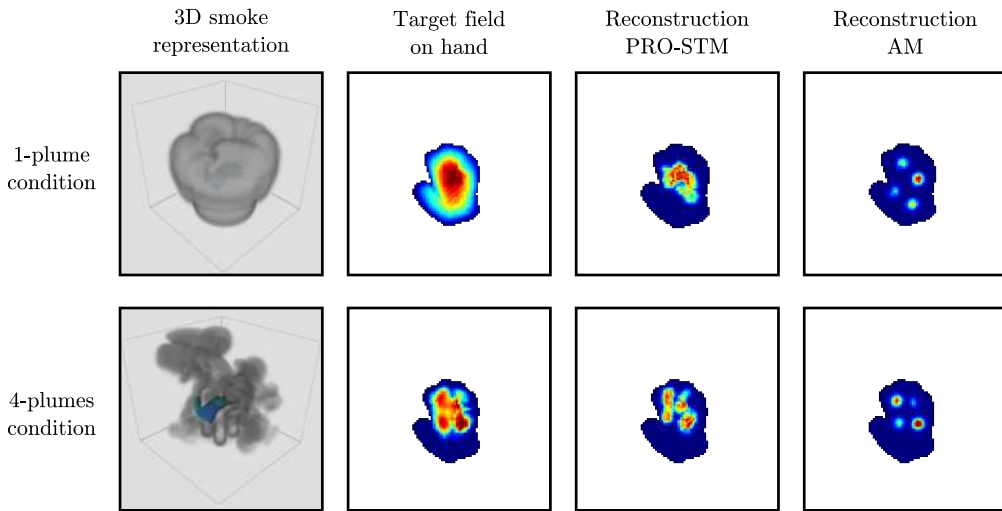 3D smoke
representation
Target field
on hand
Reconstruction
PRO-STM
Reconstruction
AM
1-plume
condition
4-plumes
condition